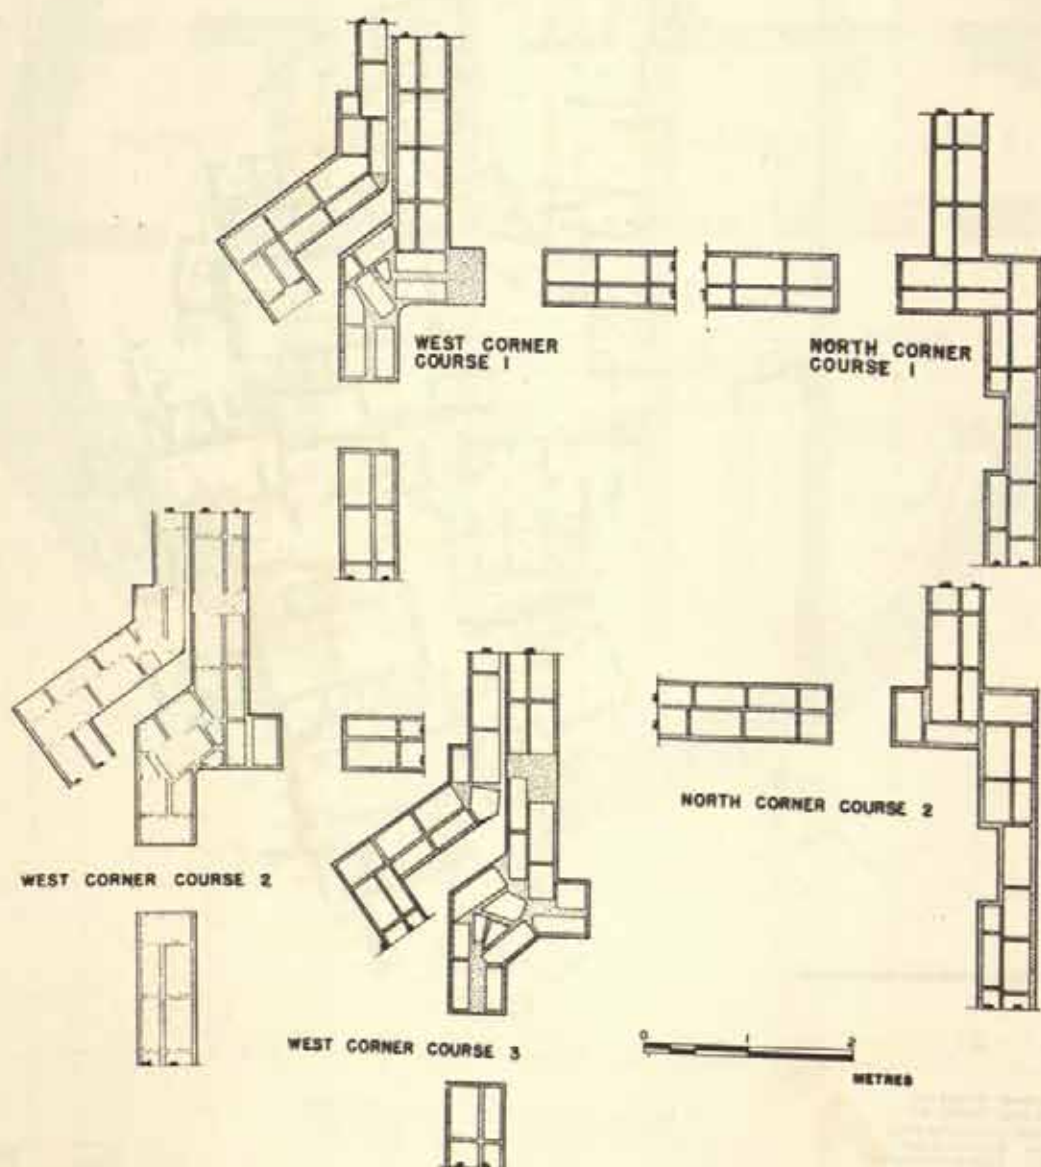 WEST CORNER
COURSE 1
NORTH CORNER
COURSE 1
NORTH CORNER COURSE 2
WEST CORNER COURSE 2
WEST CORNER COURSE 3
0 1 2
METRES